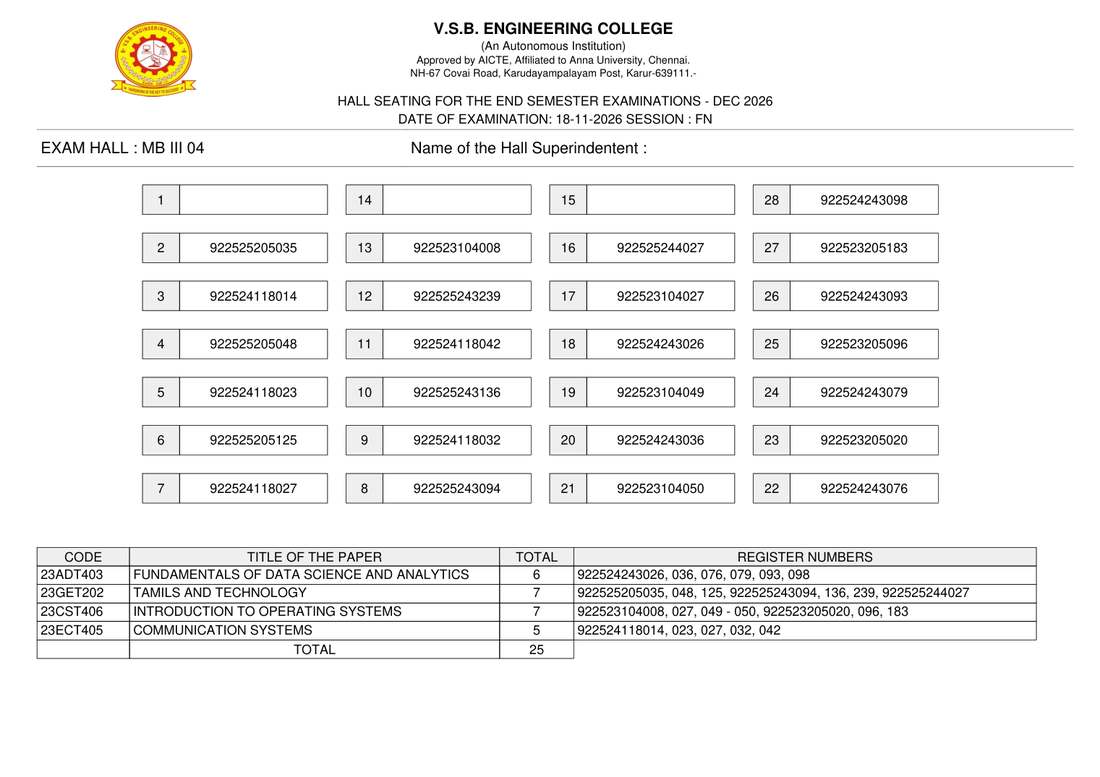 V.S.B. ENGINEERING COLLEGE
(An Autonomous Institution)
Approved by AICTE, Affiliated to Anna University, Chennai.
NH-67 Covai Road, Karudayampalayam Post, Karur-639111.-
HALL SEATING FOR THE END SEMESTER EXAMINATIONS - DEC 2026
DATE OF EXAMINATION: 18-11-2026 SESSION : FN
EXAM HALL : MB III 04 Name of the Hall Superindentent :
1 14 15 28 922524243098
2 922525205035 13 922523104008 16 922525244027 27 922523205183
3 922524118014 12 922525243239 17 922523104027 26 922524243093
4 922525205048 11 922524118042 18 922524243026 25 922523205096
5 922524118023 10 922525243136 19 922523104049 24 922524243079
6 922525205125 9 922524118032 20 922524243036 23 922523205020
7 922524118027 8 922525243094 21 922523104050 22 922524243076
CODE TITLE OF THE PAPER TOTAL REGISTER NUMBERS
23ADT403 FUNDAMENTALS OF DATA SCIENCE AND ANALYTICS 6 922524243026, 036, 076, 079, 093, 098
23GET202 TAMILS AND TECHNOLOGY 7 922525205035, 048, 125, 922525243094, 136, 239, 922525244027
23CST406 INTRODUCTION TO OPERATING SYSTEMS 7 922523104008, 027, 049 - 050, 922523205020, 096, 183
23ECT405 COMMUNICATION SYSTEMS 5 922524118014, 023, 027, 032, 042
TOTAL 25